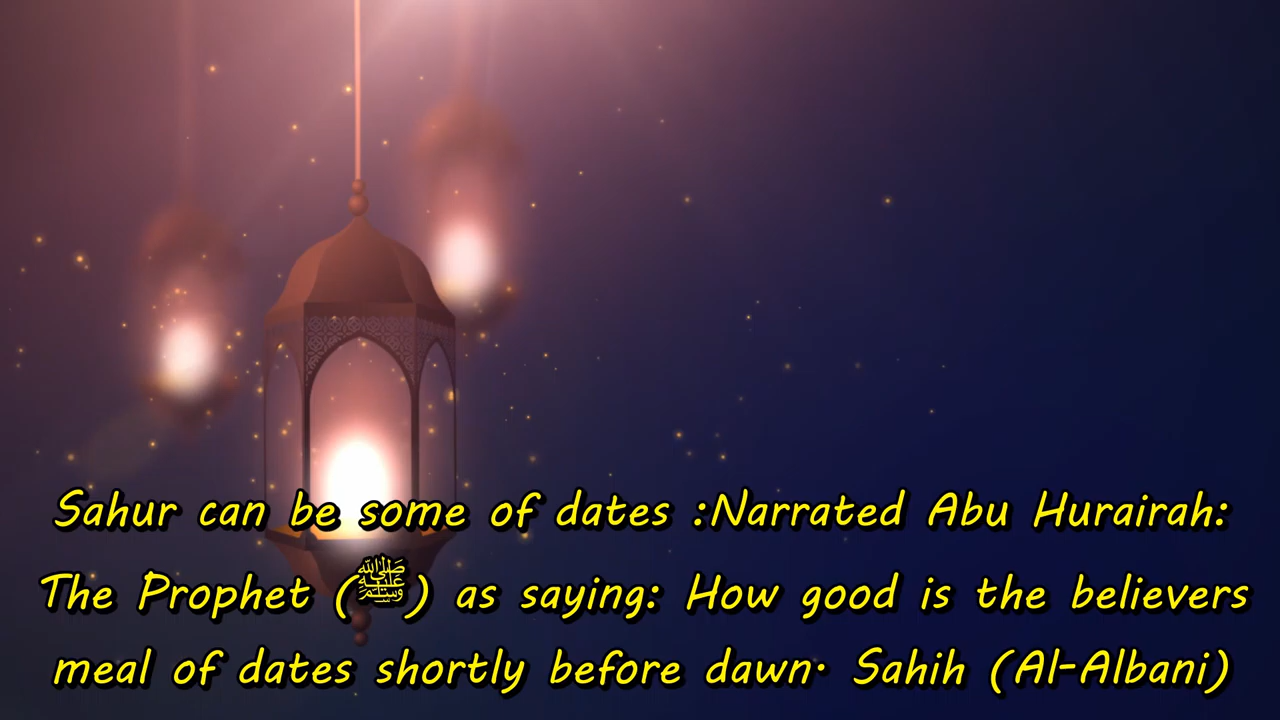 Sahur can be some of dates :Narrated Abu Hurairah:
The Prophet (ﷺ) as saying: How good is the believers
meal of dates shortly before dawn· Sahih (Al-Albani)